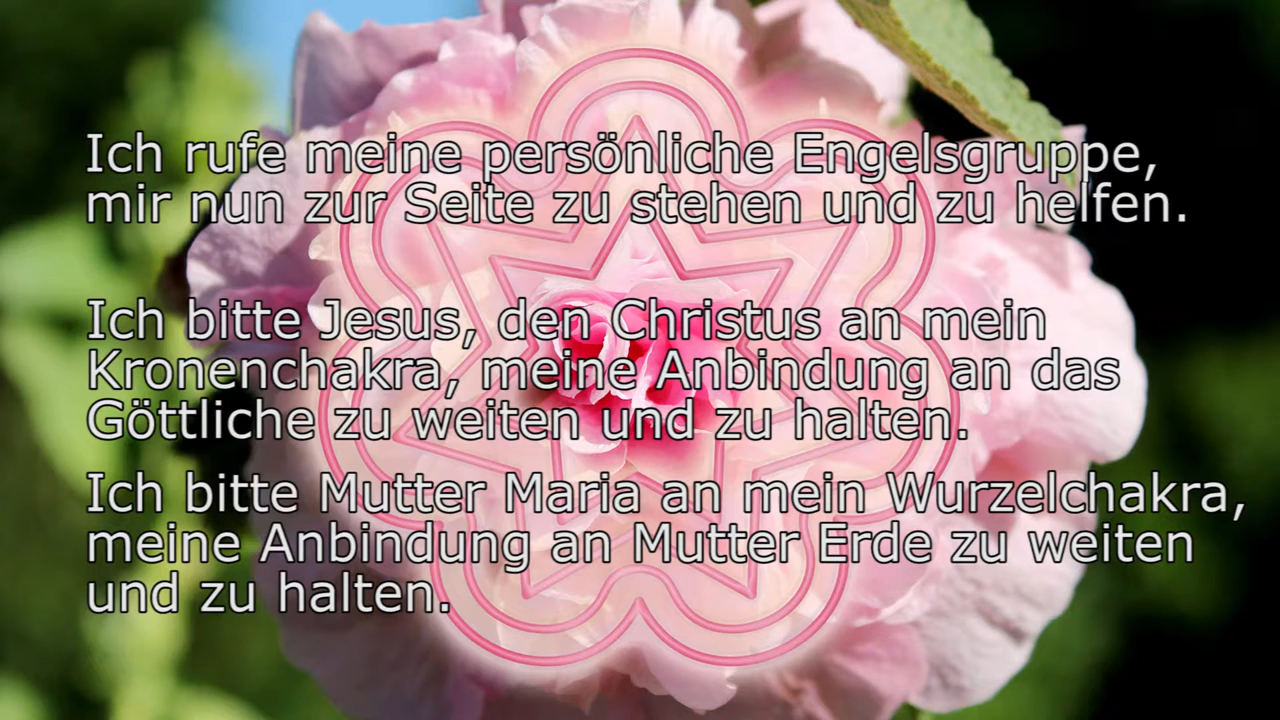 Ich rufe meine persönliche Engelsgruppe,
mir nun zur Seite zu stehen und zu helfen.
Ich bitte Jesus, den Christus an mein
Kronenchakra, meine Anbindung an das
Göttliche zu weiten und zu halten.
Ich bitte Mutter Maria an mein Wurzelchakra,
meine Anbindung an Mutter Erde zu weiten
und zu halten.